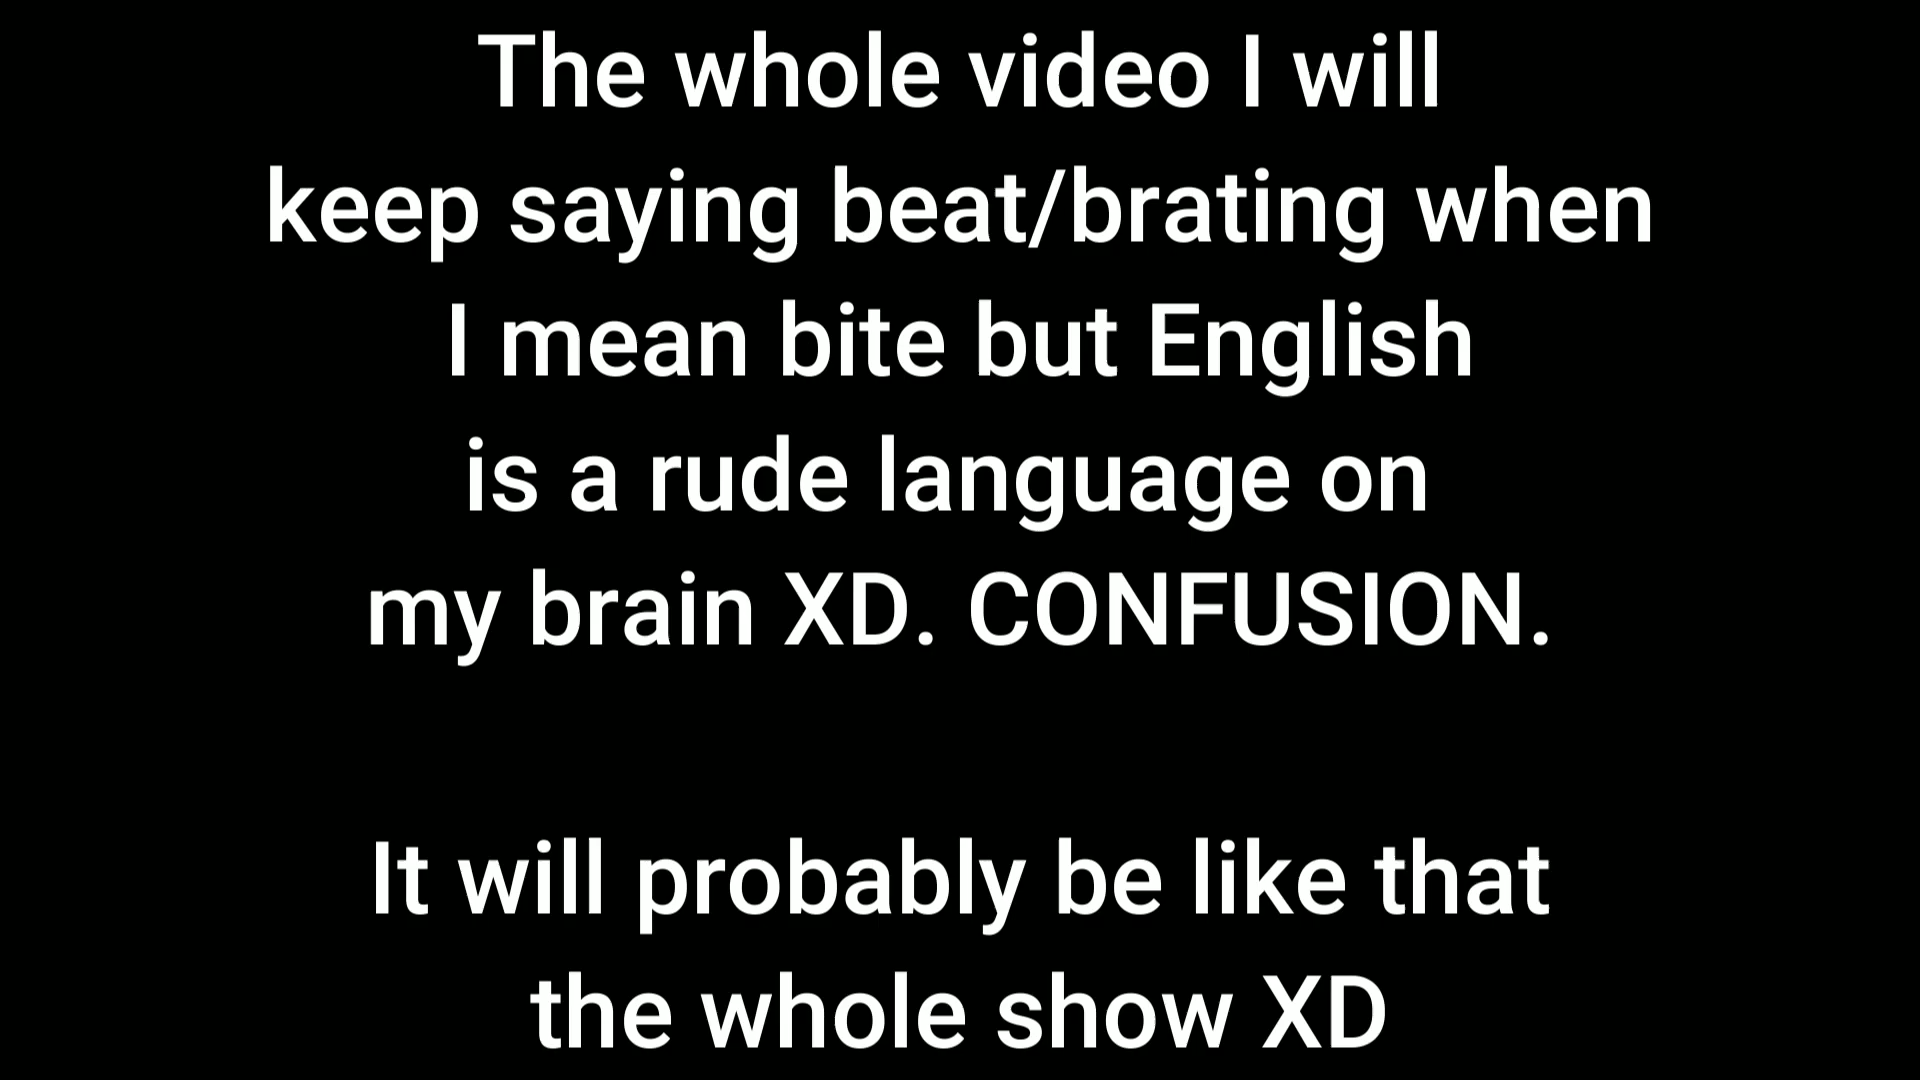 The whole video I will
keep saying beat/brating when
I mean bite but English
is a rude language on
my brain XD. CONFUSION.
It will probably be like that
the whole show XD